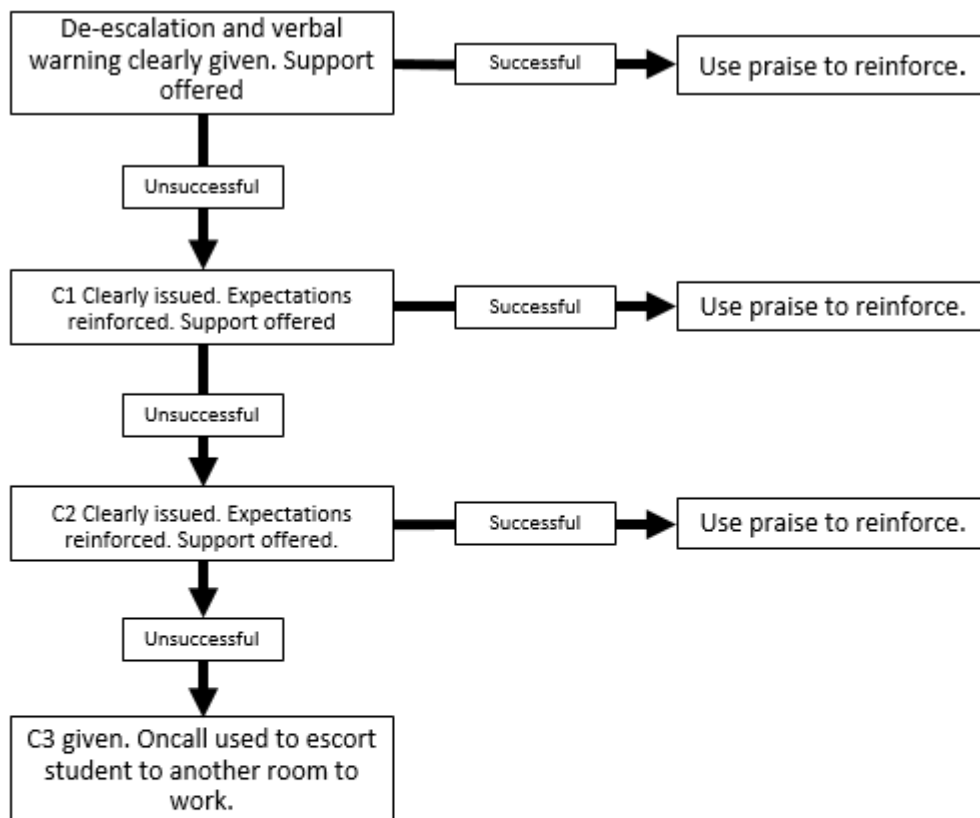 De-escalation and verbal
warning clearly given. Support
offered
Successful
Use praise to reinforce.
Unsuccessful
C1 Clearly issued. Expectations
reinforced. Support offered
Successful
Use praise to reinforce.
Unsuccessful
C2 Clearly issued. Expectations
reinforced. Support offered.
Successful
Use praise to reinforce.
Unsuccessful
C3 given. Oncall used to escort
student to another room to
work.